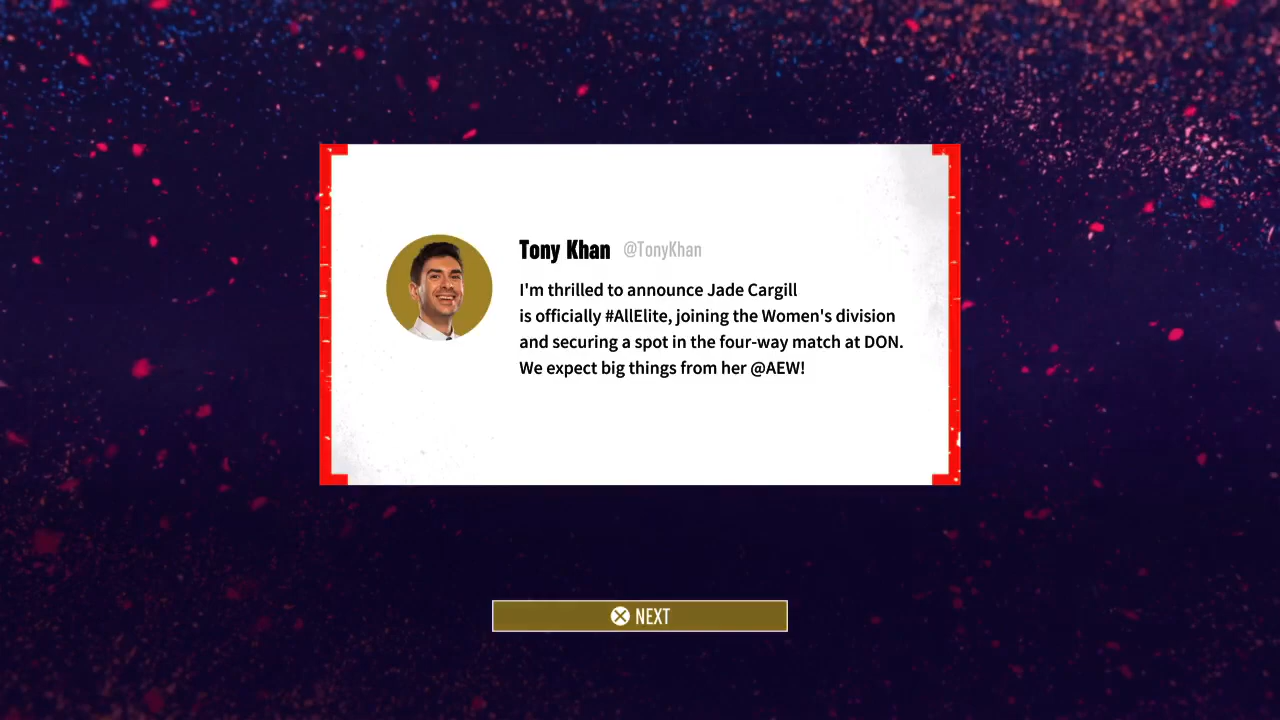 Tony Khan @TonyKhan
I'm thrilled to announce Jade Cargill
is officially #AllElite, joining the Women's division
and securing a spot in the four-way match at DON.
We expect big things from her @AEW!
NEXT